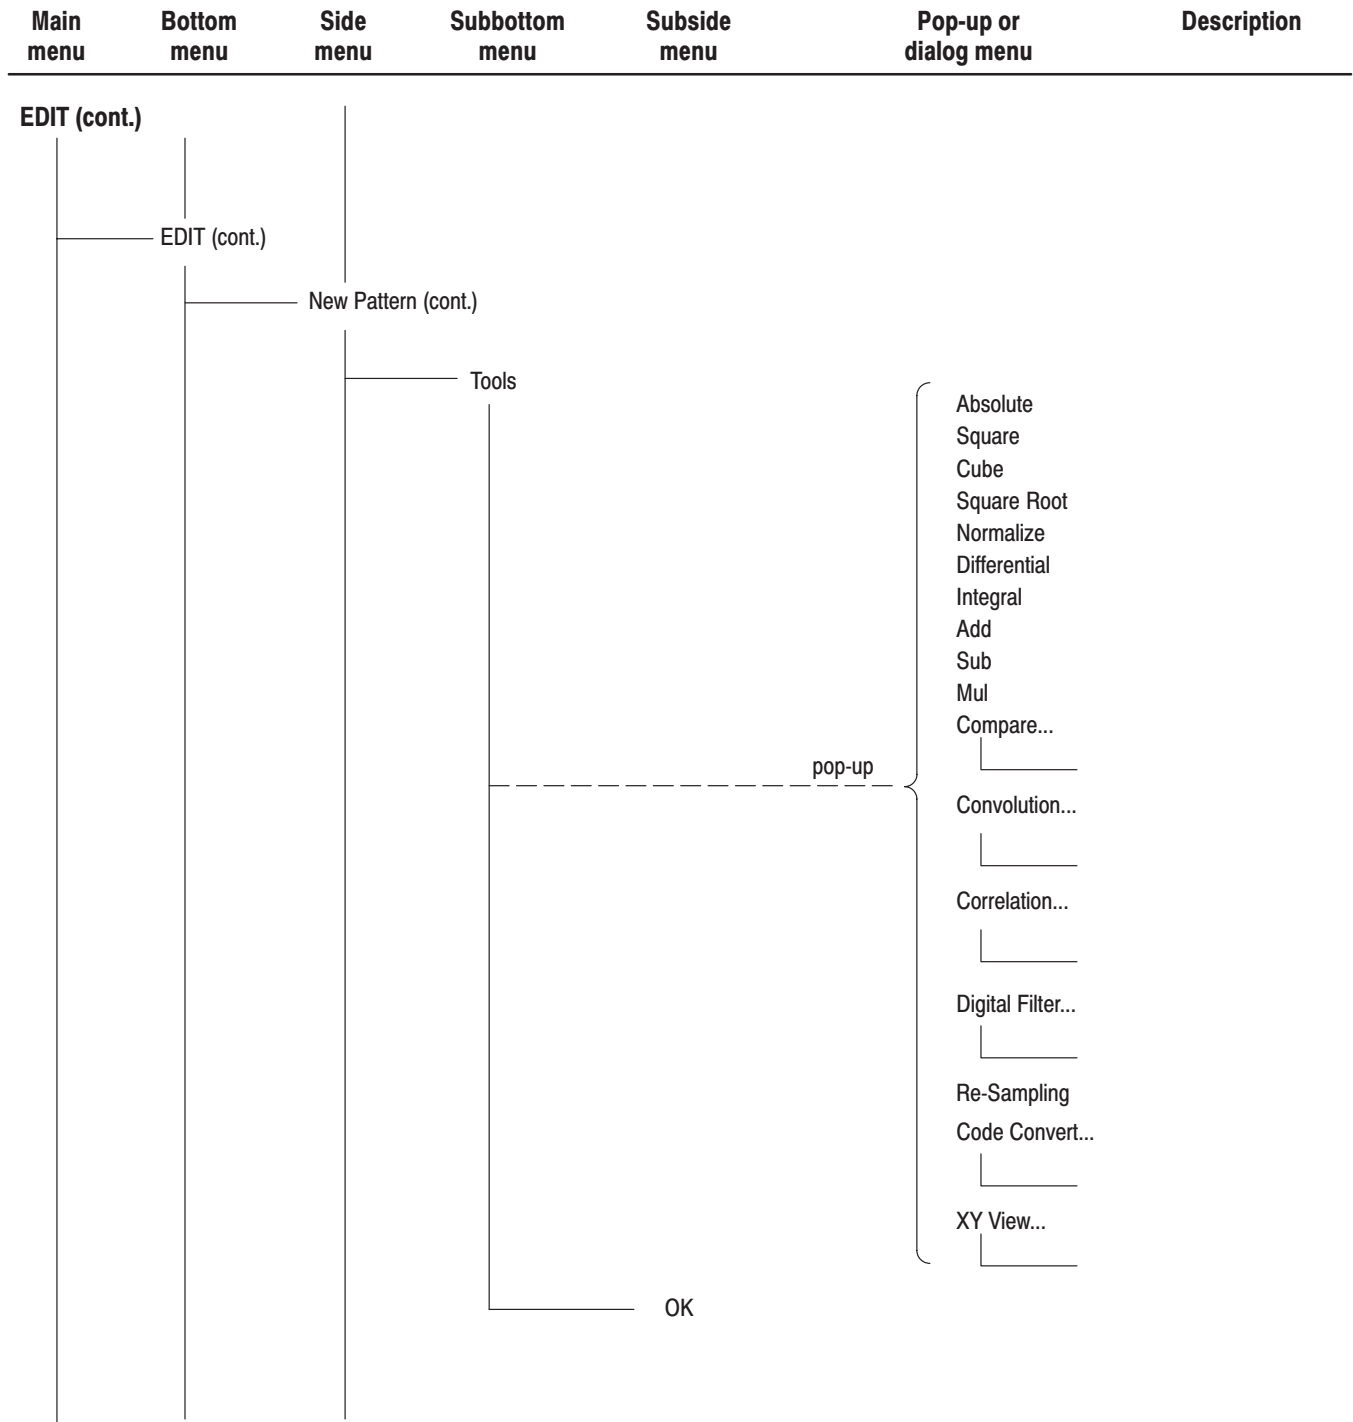 Main menu
Bottom menu
Side menu
Subbottom menu
Subside menu
Pop-up or dialog menu
Description
EDIT (cont.)
EDIT (cont.)
New Pattern (cont.)
Tools
Absolute
Square
Cube
Square Root
Normalize
Differential
Integral
Add
Sub
Mul
Compare...
pop-up
Convolution...
Correlation...
Digital Filter...
Re-Sampling
Code Convert...
XY View...
OK